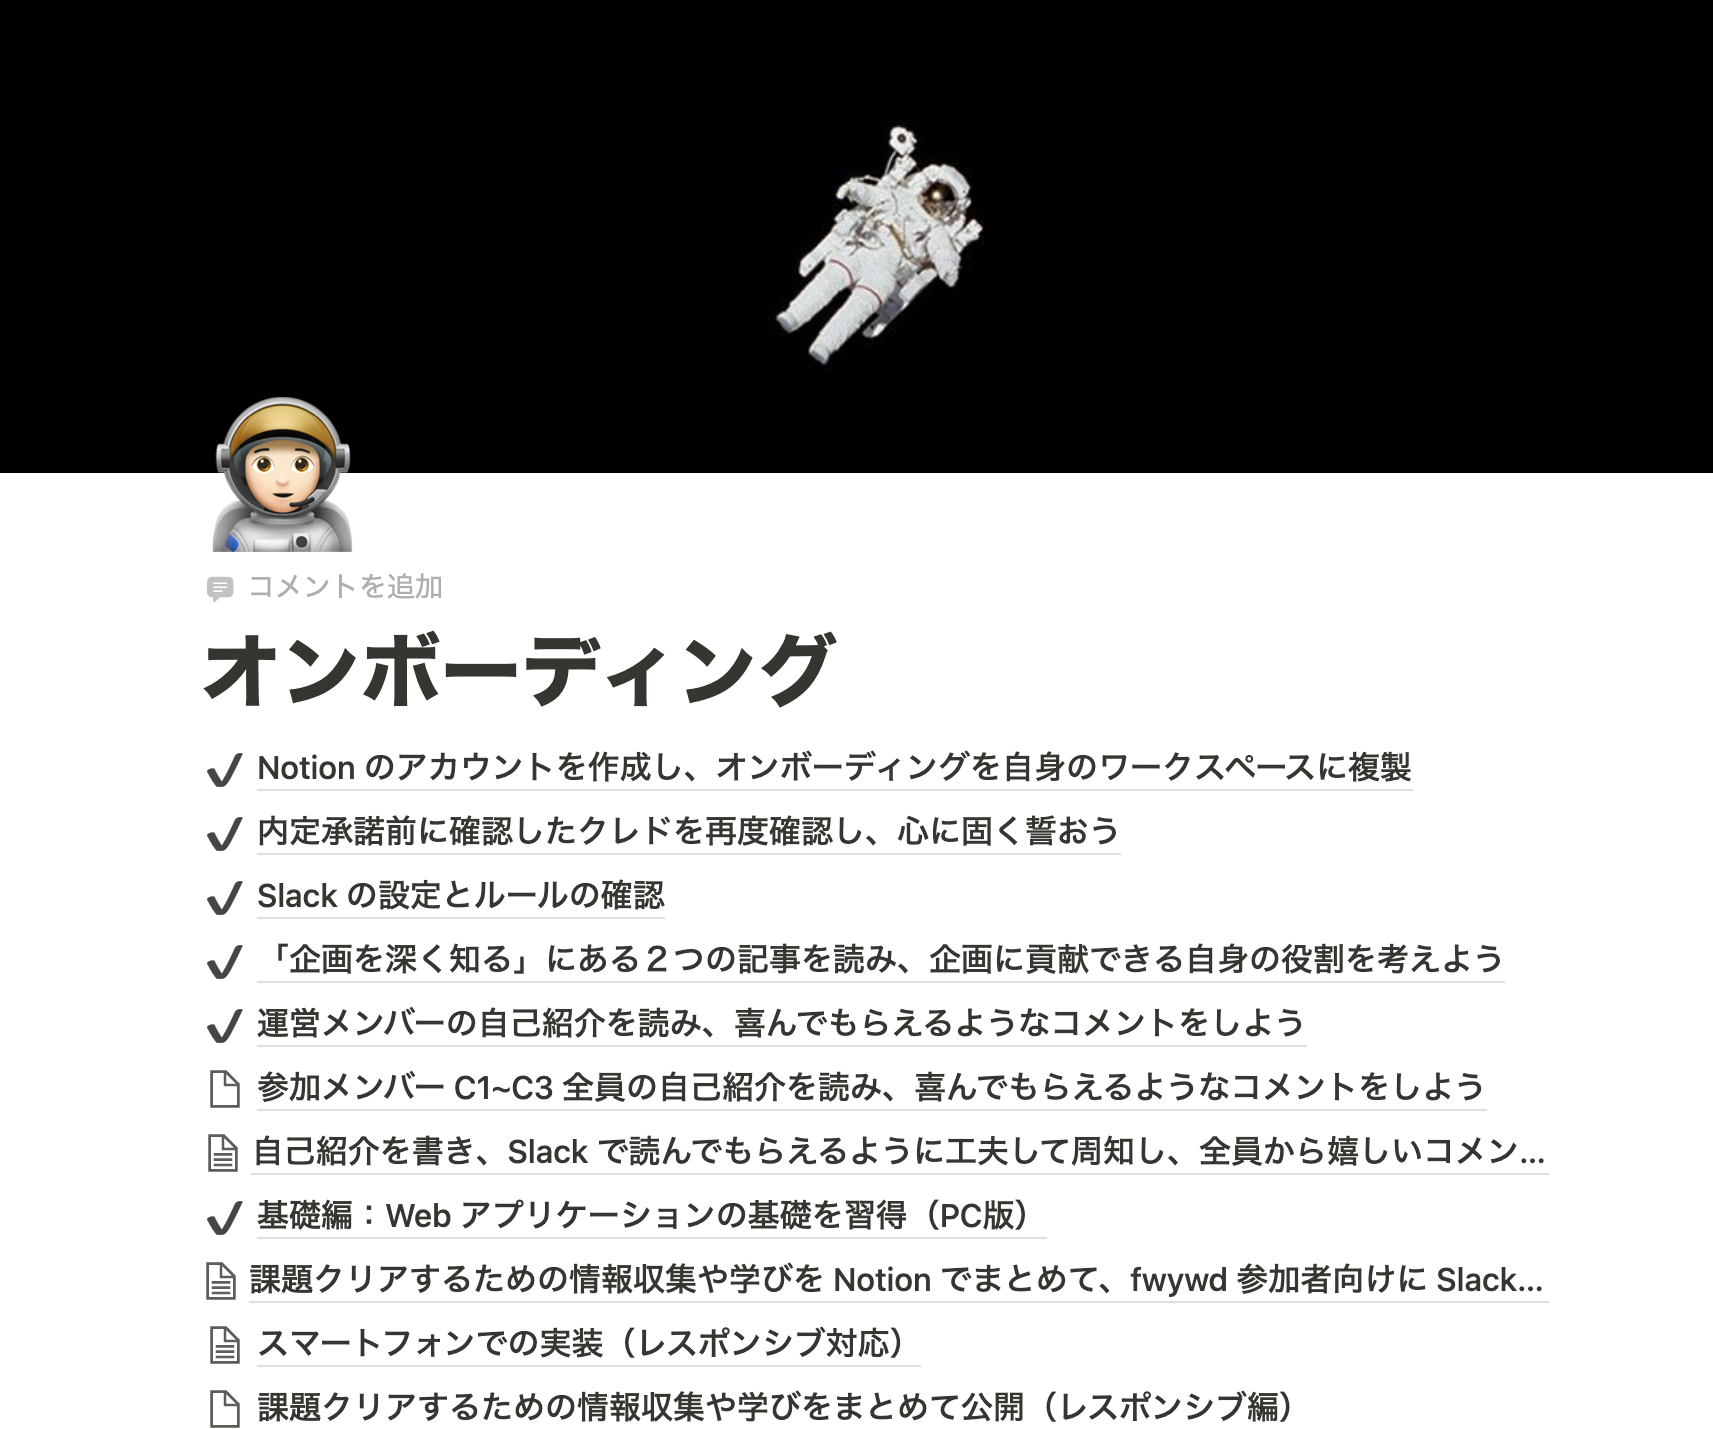 コメントを追加
オンボーディング
Notion のアカウントを作成し、オンボーディングを自身のワークスペースに複製
内定承諾前に確認したクレドを再度確認し、心に固く誓おう
Slack の設定とルールの確認
「企画を深く知る」にある２つの記事を読み、企画に貢献できる自身の役割を考えよう
運営メンバーの自己紹介を読み、喜んでもらえるようなコメントをしよう
参加メンバー C1~C3 全員の自己紹介を読み、喜んでもらえるようなコメントをしよう
自己紹介を書き、Slack で読んでもらえるように工夫して周知し、全員から嬉しいコメン...
基礎編：Web アプリケーションの基礎を習得（PC版）
課題クリアするための情報収集や学びを Notion でまとめて、fwywd 参加者向けに Slack...
スマートフォンでの実装（レスポンシブ対応）
課題クリアするための情報収集や学びをまとめて公開（レスポンシブ編）